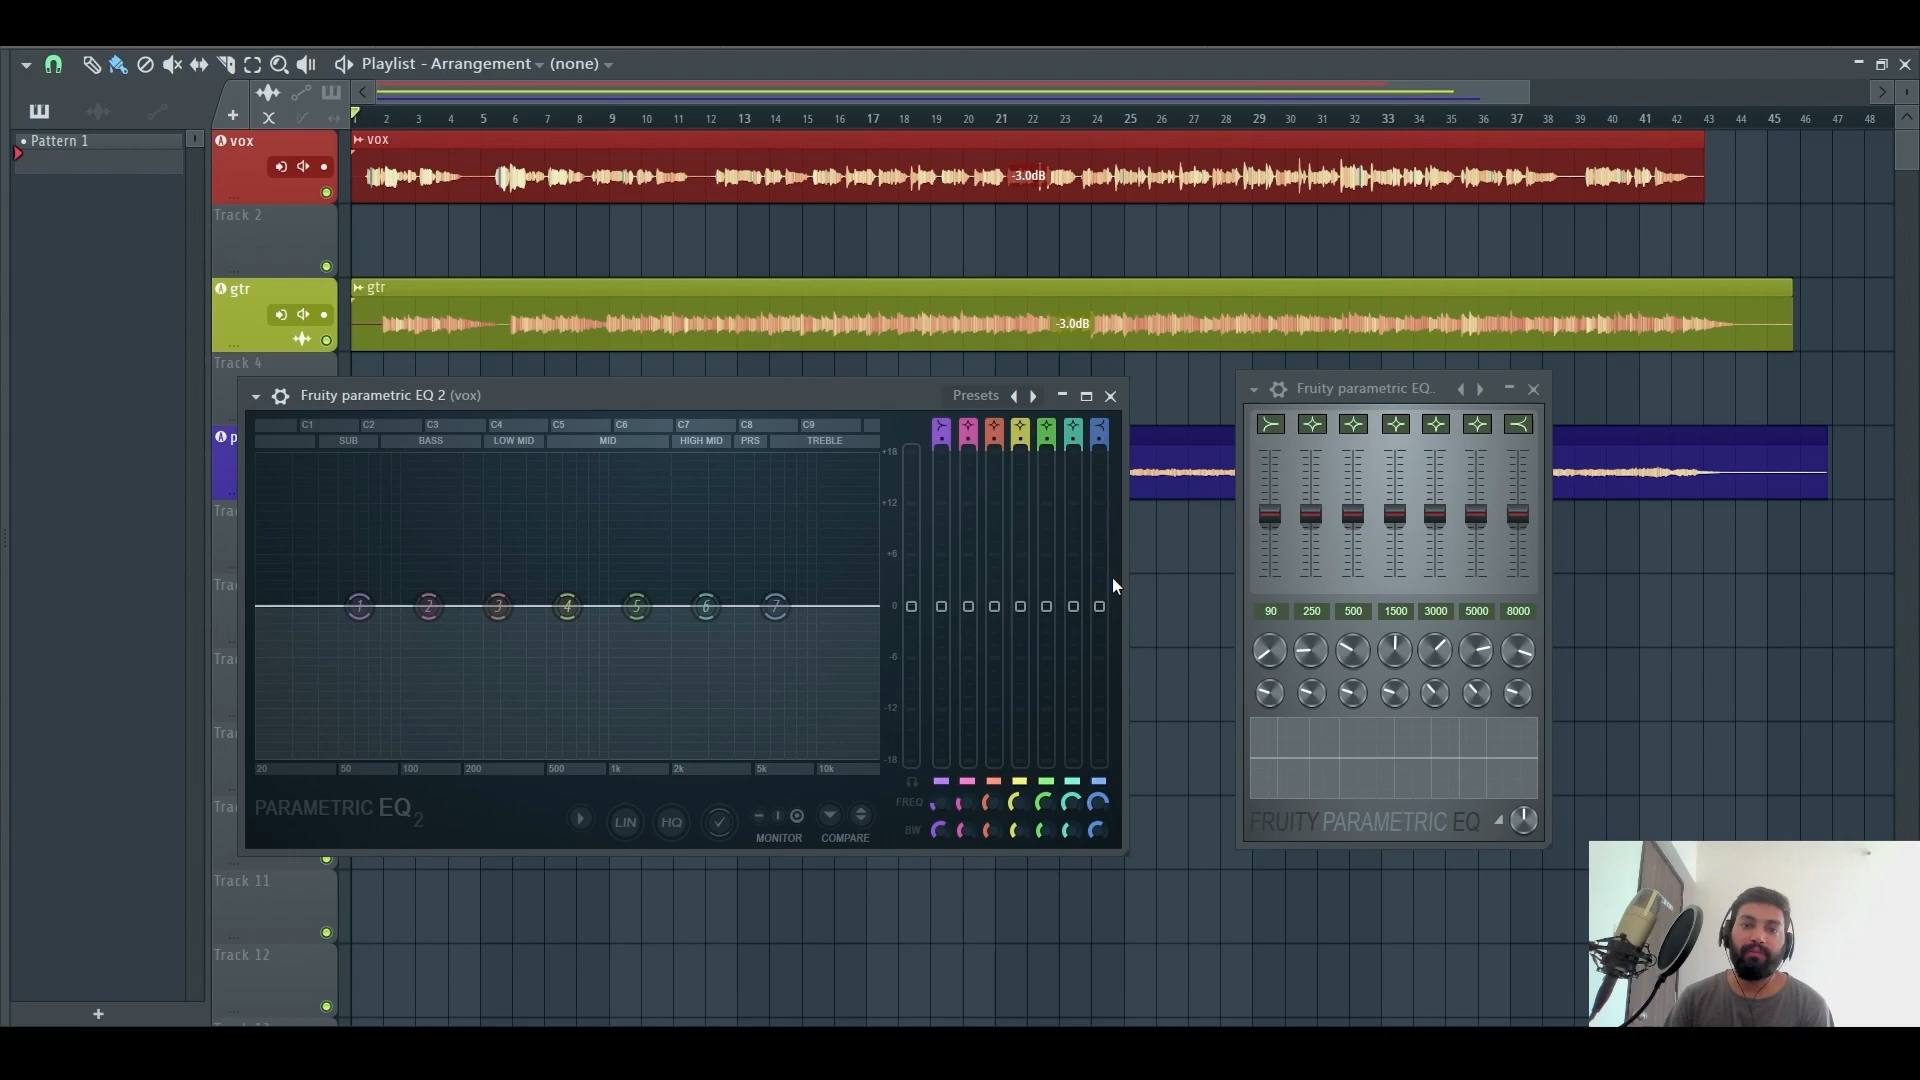 Playlist - Arrangement (none)
1 2 3 4 5 6 7 8 9 10 11 12 13 14 15 16 17 18 19 20 21 22 23 24 25 26 27 28 29 30 31 32 33 34 35 36 37 38 39 40 41 42 43 44 45 46 47 48
Pattern 1
vox
vox
-3.0dB
Track 2
gtr
gtr
-3.0dB
Track 4
p
Fruity parametric EQ 2 (vox)
Presets
C1 C2 C3 C4 C5 C6 C7 C8 C9
SUB BASS LOW MID MID HIGH MID PRS TREBLE
+18
+12
+6
0
-6
-12
-18
20 50 100 200 500 1k 2k 5k 10k
PARAMETRIC EQ 2
LIN HQ
MONITOR COMPARE
FREQ
BW
1 2 3 4 5 6 7
Fruity parametric EQ..
90 250 500 1500 3000 5000 8000
FRUITY PARAMETRIC EQ
Trac
Trac
Trac
Trac
Trac
Track 11
Track 12